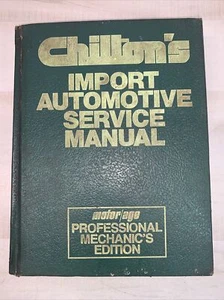 Chilton's
IMPORT
AUTOMOTIVE
SERVICE
MANUAL
motor/age
PROFESSIONAL
MECHANIC'S
EDITION